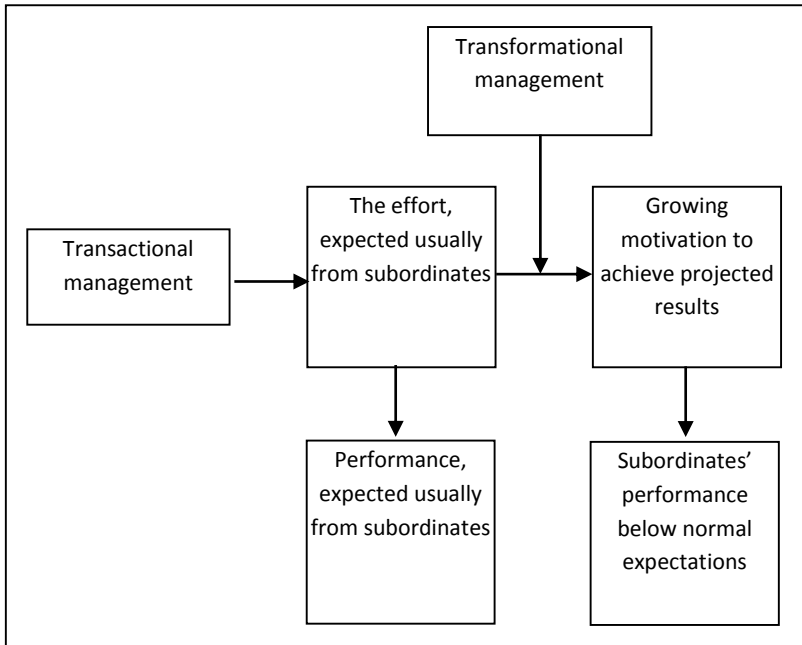 Transformational
management
Transactional
management
The effort,
expected usually
from subordinates
Growing
motivation to
achieve projected
results
Performance,
expected usually
from subordinates
Subordinates’
performance
below normal
expectations